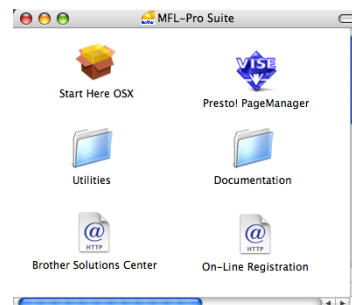 MFL-Pro Suite
VISE
Start Here OSX
Presto! PageManager
Utilities
Documentation
@
HTTP
@
HTTP
Brother Solutions Center
On-Line Registration